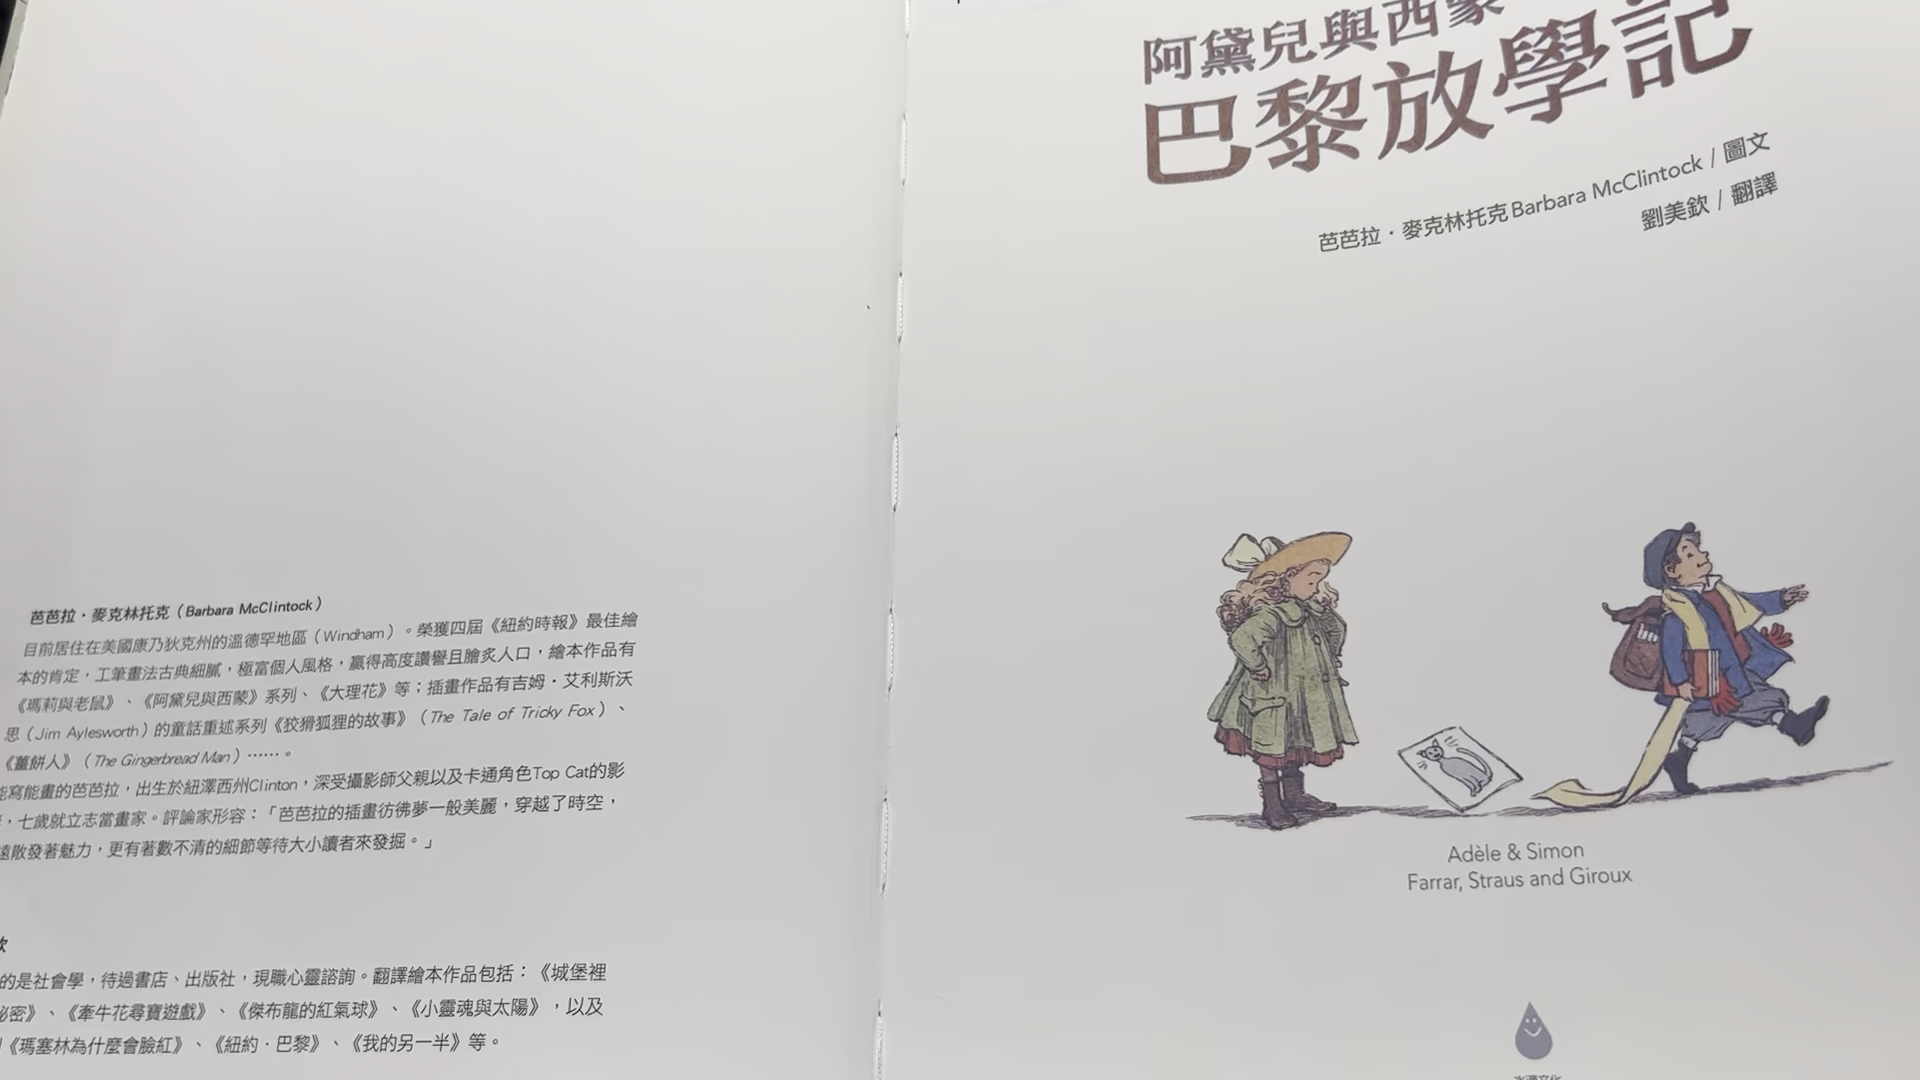 芭芭拉·麥克林托克（Barbara McClintock）
目前居住在美國康乃狄克州的溫德罕地區（Windham）。榮獲四屆《紐約時報》最佳繪
本的肯定，工筆畫法古典細膩，極富個人風格，贏得高度讚譽且膾炙人口，繪本作品有
《瑪莉與老鼠》、《阿黛兒與西蒙》系列、《大理花》等；插畫作品有吉姆·艾利斯沃
思（Jim Aylesworth）的童話重述系列《狡猾狐狸的故事》（The Tale of Tricky Fox）、
《薑餅人》（The Gingerbread Man）……。
能寫能畫的芭芭拉，出生於紐澤西州Clinton，深受攝影師父親以及卡通角色Top Cat的影
，七歲就立志當畫家。評論家形容：「芭芭拉的插畫彷彿夢一般美麗，穿越了時空，
遠散發著魅力，更有著數不清的細節等待大小讀者來發掘。」
欽
的是社會學，待過書店、出版社，現職心靈諮詢。翻譯繪本作品包括：《城堡裡
秘密》、《牽牛花尋寶遊戲》、《傑布龍的紅氣球》、《小靈魂與太陽》，以及
《瑪塞林為什麼會臉紅》、《紐約·巴黎》、《我的另一半》等。
阿黛兒與西蒙
巴黎放學記
芭芭拉·麥克林托克 Barbara McClintock / 圖文
劉美欽 / 翻譯
Adèle & Simon
Farrar, Straus and Giroux